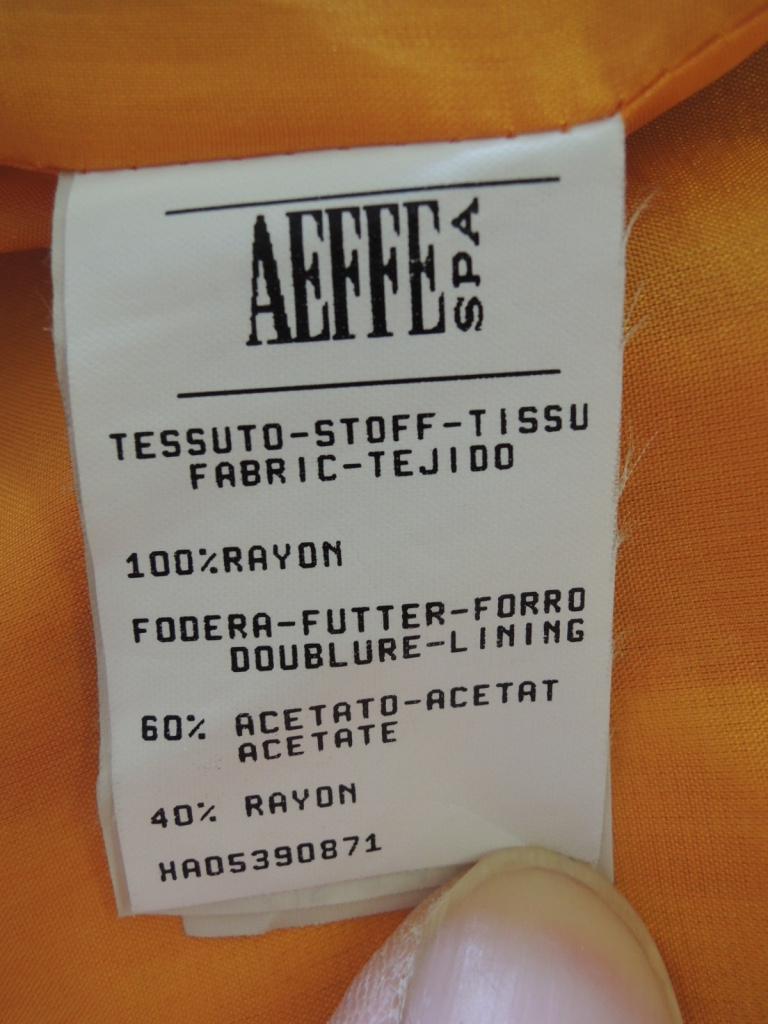 AEFFE SPA
TESSUTO-STOFF-TISSU
FABRIC-TEJIDO
100%RAYON
FODERA-FUTTER-FORRO
DOUBLURE-LINING
60% ACETATO-ACETAT
ACETATE
40% RAYON
HA05390871